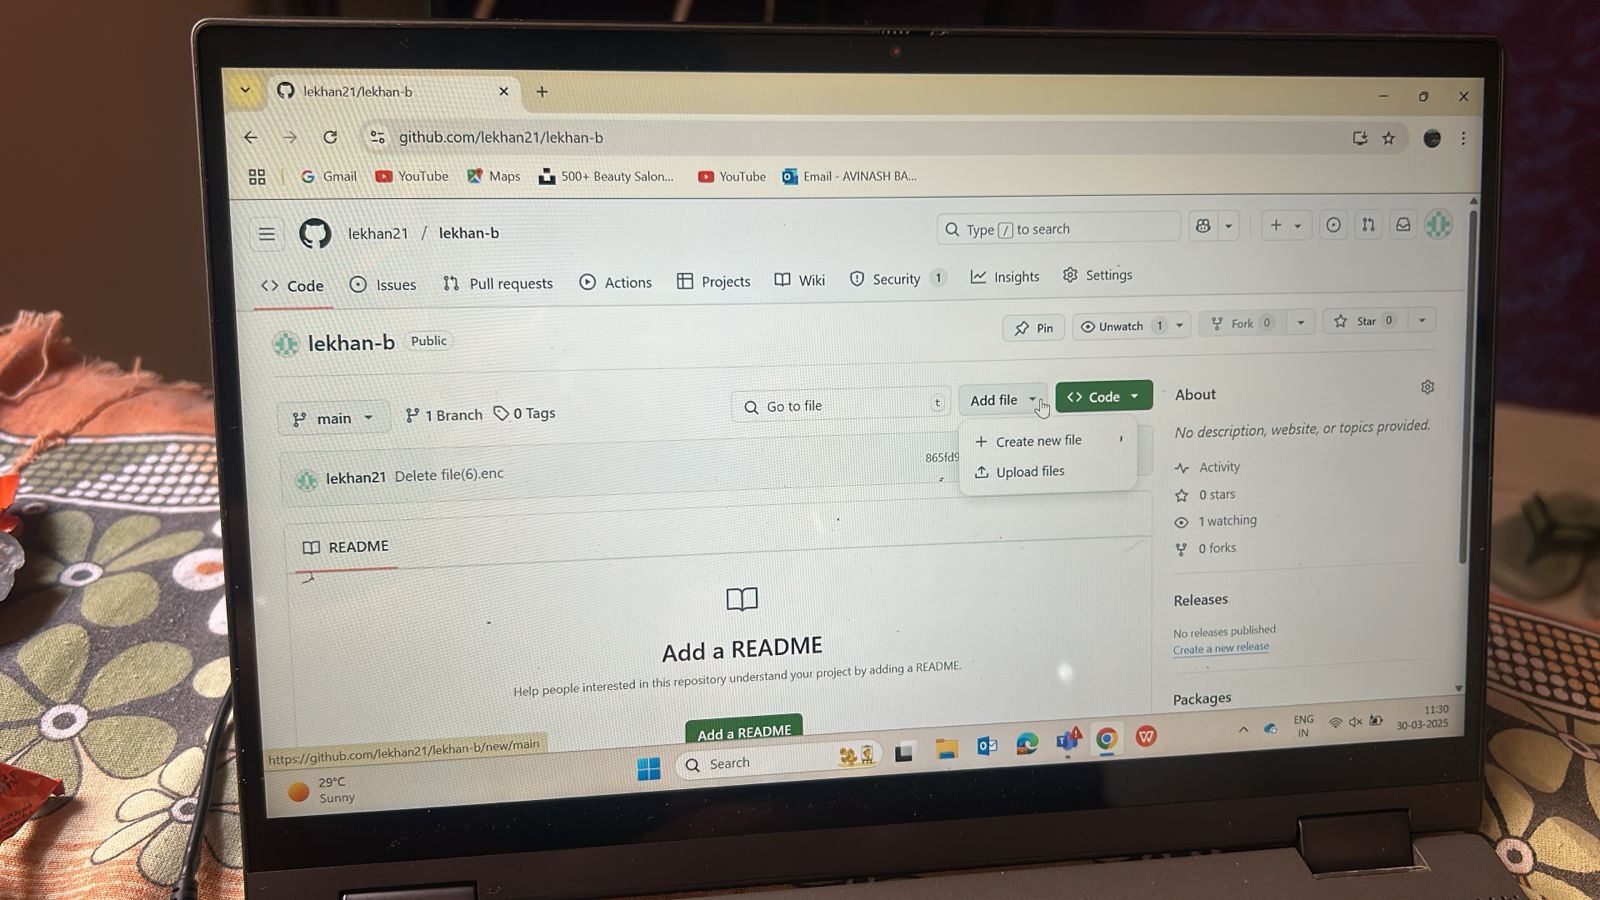 lekhan21/lekhan-b
github.com/lekhan21/lekhan-b
Gmail YouTube Maps 500+ Beauty Salon... YouTube Email - AVINASH BA...
lekhan21 / lekhan-b Type / to search
Code Issues Pull requests Actions Projects Wiki Security 1 Insights Settings
lekhan-b Public Pin Unwatch 1 Fork 0 Star 0
main 1 Branch 0 Tags Go to file t Add file Code About
Create new file
No description, website, or topics provided.
lekhan21 Delete file(6).enc 865fd9
Upload files
Activity
0 stars
1 watching
0 forks
README
Add a README
Help people interested in this repository understand your project by adding a README.
Add a README
Releases
No releases published
Create a new release
Packages
https://github.com/lekhan21/lekhan-b/new/main
29°C
Sunny
Search
ENG
IN
11:30
30-03-2025